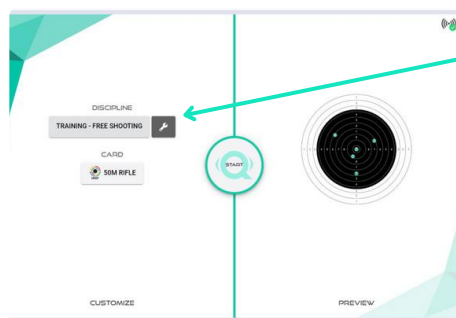 DISCIPLINE
TRAINING - FREE SHOOTING
CARD
50M RIFLE
START
CUSTOMIZE
PREVIEW